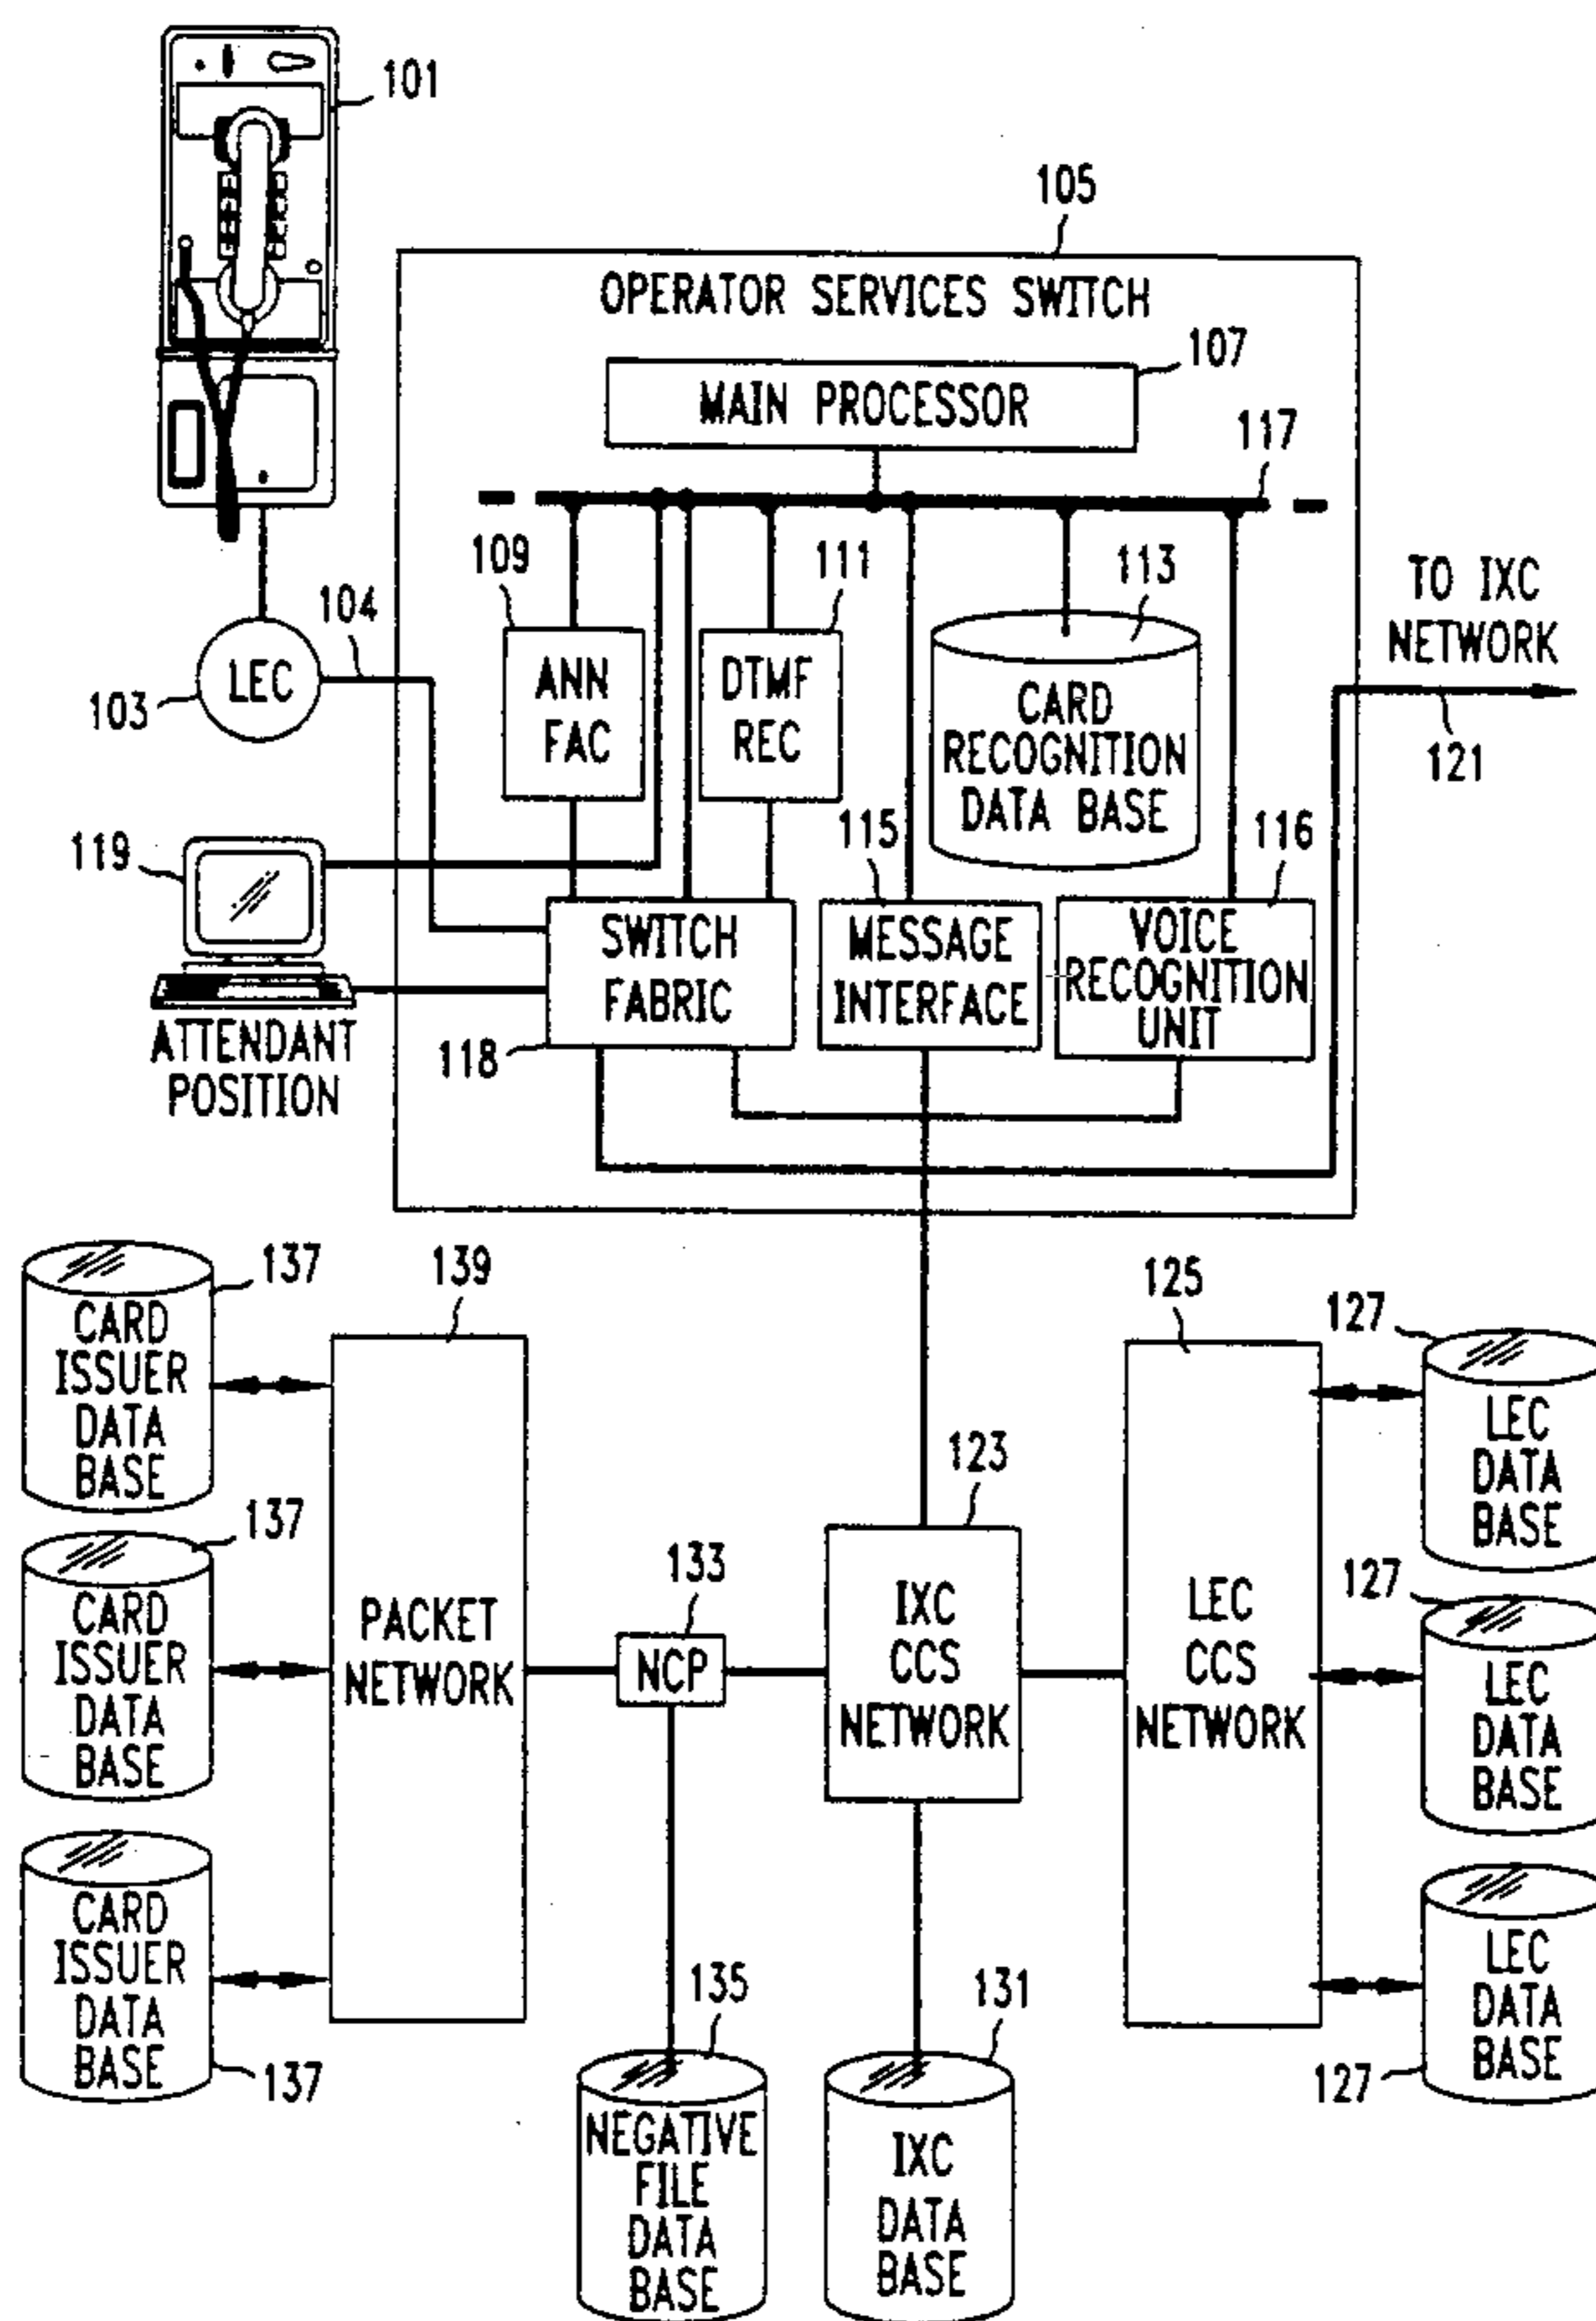 101
105
OPERATOR SERVICES SWITCH
107
MAIN PROCESSOR
117
109
111
113
104
TO IXC
NETWORK
LEC
103
ANN
FAC
DTMF
REC
CARD
RECOGNITION
DATA BASE
121
119
115
116
SWITCH
FABRIC
MESSAGE
INTERFACE
VOICE
RECOGNITION
UNIT
118
ATTENDANT
POSITION
137
CARD
ISSUER
DATA
BASE
139
125
127
LEC
DATA
BASE
123
137
CARD
ISSUER
DATA
BASE
PACKET
NETWORK
133
NCP
IXC
CCS
NETWORK
LEC
CCS
NETWORK
127
LEC
DATA
BASE
CARD
ISSUER
DATA
BASE
137
135
NEGATIVE
FILE
DATA
BASE
131
IXC
DATA
BASE
LEC
DATA
BASE
127